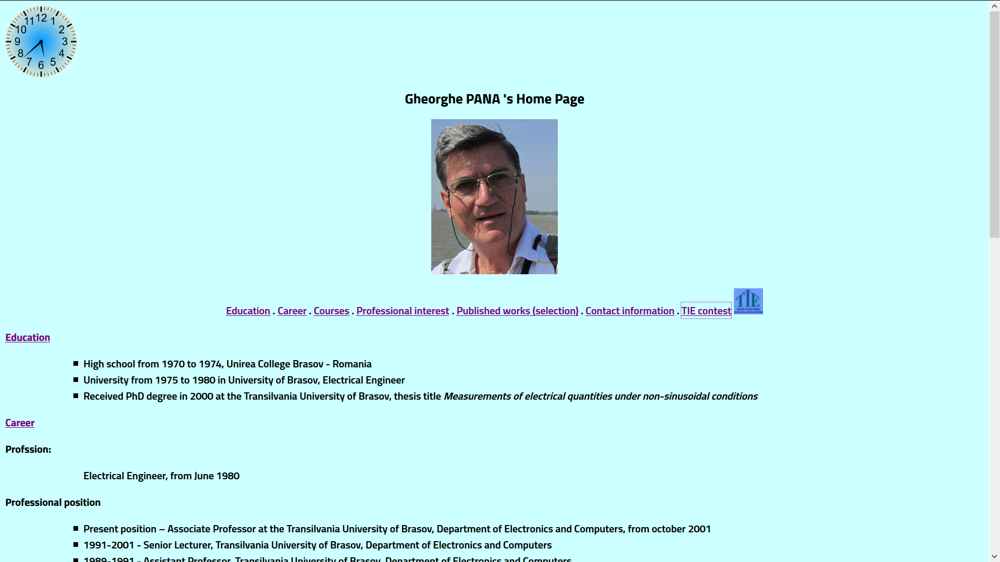 12
11 1
10 2
9 3
8 4
7 5
6
Gheorghe PANA 's Home Page
TIE
DESIGN OF ELECTRONIC
MODULES & MICRO-SYSTEMS
Education . Career . Courses . Professional interest . Published works (selection) . Contact information . TIE contest
Education
High school from 1970 to 1974, Unirea College Brasov - Romania
University from 1975 to 1980 in University of Brasov, Electrical Engineer
Received PhD degree in 2000 at the Transilvania University of Brasov, thesis title Measurements of electrical quantities under non-sinusoidal conditions
Career
Profssion:
Electrical Engineer, from June 1980
Professional position
Present position – Associate Professor at the Transilvania University of Brasov, Department of Electronics and Computers, from october 2001
1991-2001 - Senior Lecturer, Transilvania University of Brasov, Department of Electronics and Computers
1989-1991 - Assistant Professor, Transilvania University of Brasov, Department of Electronics and Computers